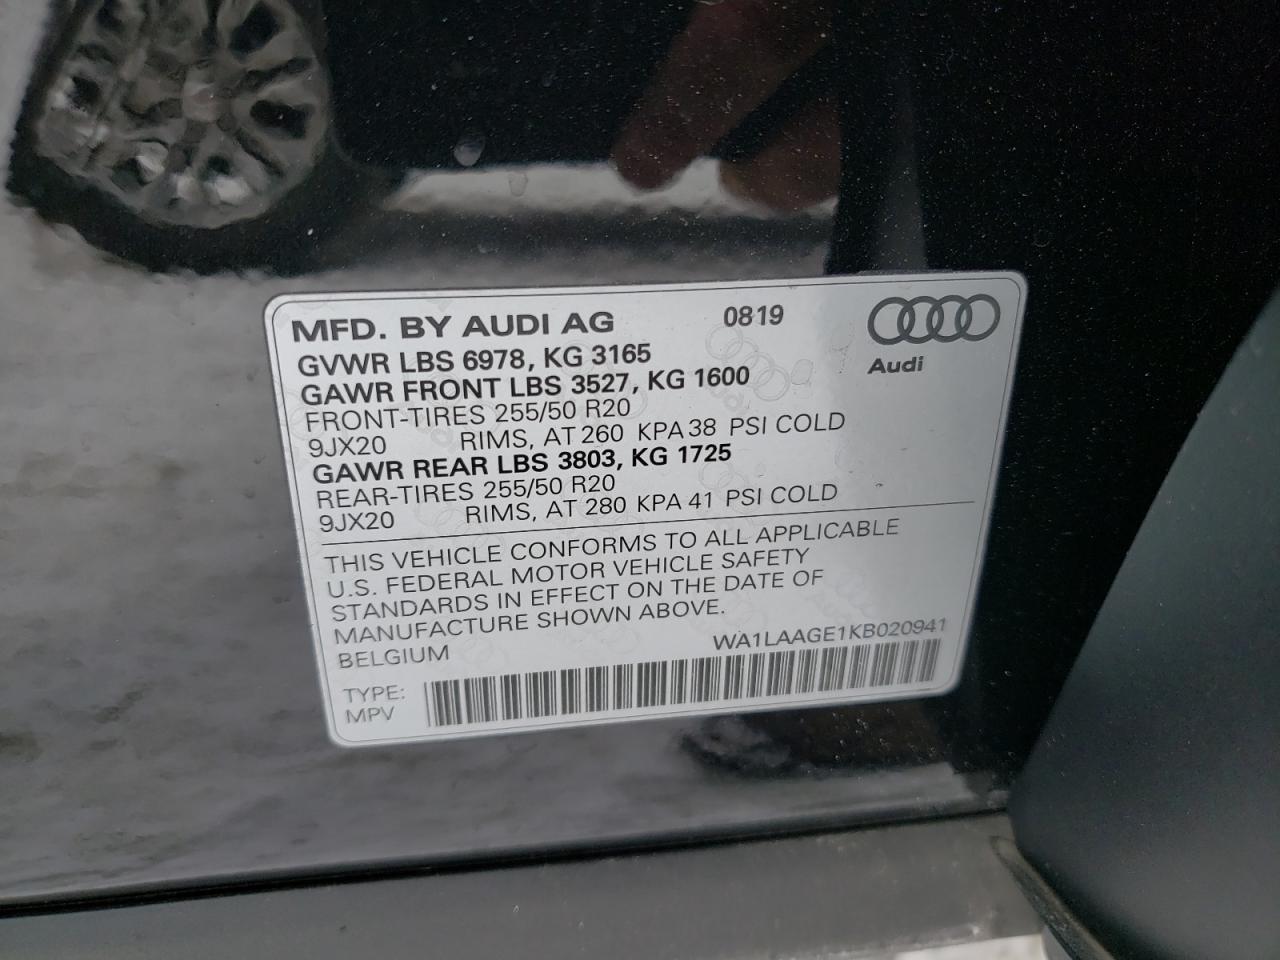 MFD. BY AUDI AG 0819
Audi
GVWR LBS 6978, KG 3165
GAWR FRONT LBS 3527, KG 1600
FRONT-TIRES 255/50 R20
9JX20 RIMS, AT 260 KPA 38 PSI COLD
GAWR REAR LBS 3803, KG 1725
REAR-TIRES 255/50 R20
9JX20 RIMS, AT 280 KPA 41 PSI COLD
THIS VEHICLE CONFORMS TO ALL APPLICABLE
U.S. FEDERAL MOTOR VEHICLE SAFETY
STANDARDS IN EFFECT ON THE DATE OF
MANUFACTURE SHOWN ABOVE.
BELGIUM WA1LAAGE1KB020941
TYPE:
MPV